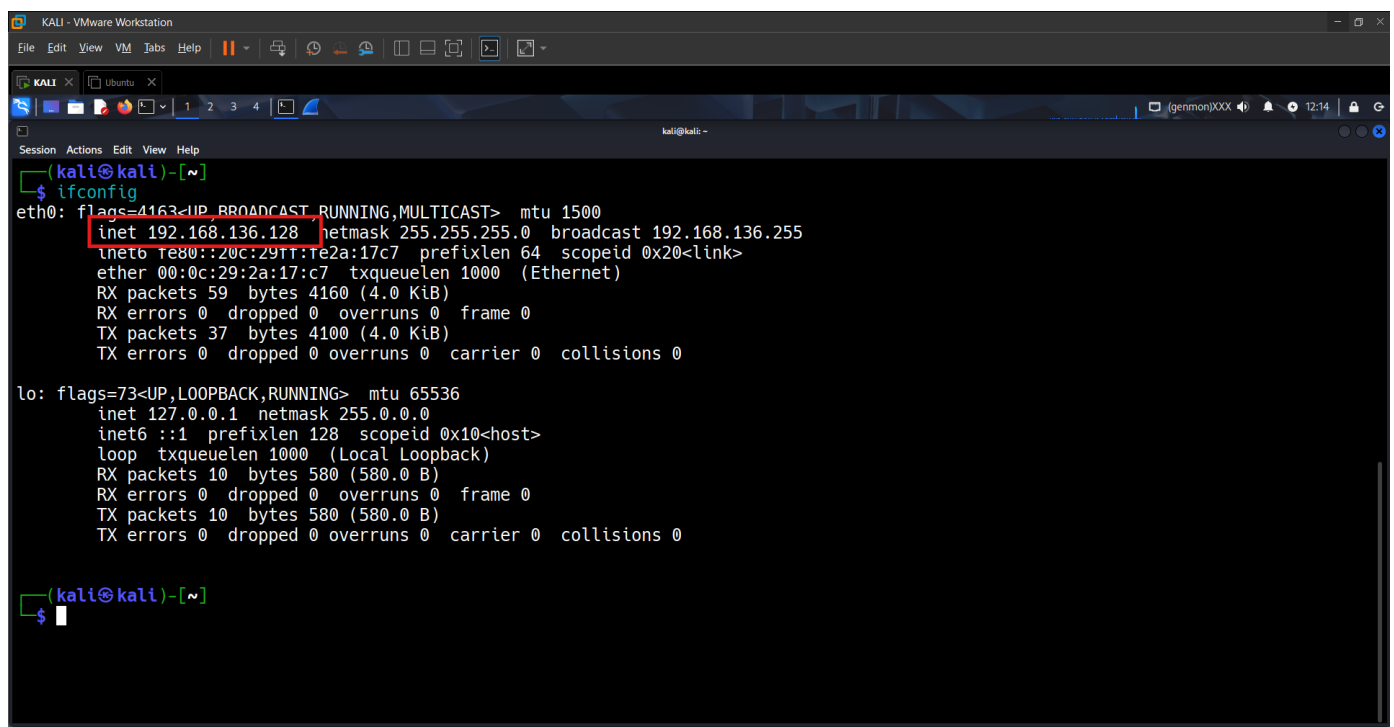 KALI - VMware Workstation
File Edit View VM Tabs Help
KALI Ubuntu
1 2 3 4 (genmon)XXX 12:14
kali@kali: ~
Session Actions Edit View Help
(kali㉿kali)-[~]
$ ifconfig
eth0: flags=4163<UP,BROADCAST,RUNNING,MULTICAST> mtu 1500
inet 192.168.136.128 netmask 255.255.255.0 broadcast 192.168.136.255
inet6 fe80::20c:29ff:fe2a:17c7 prefixlen 64 scopeid 0x20<link>
ether 00:0c:29:2a:17:c7 txqueuelen 1000 (Ethernet)
RX packets 59 bytes 4160 (4.0 KiB)
RX errors 0 dropped 0 overruns 0 frame 0
TX packets 37 bytes 4100 (4.0 KiB)
TX errors 0 dropped 0 overruns 0 carrier 0 collisions 0
lo: flags=73<UP,LOOPBACK,RUNNING> mtu 65536
inet 127.0.0.1 netmask 255.0.0.0
inet6 ::1 prefixlen 128 scopeid 0x10<host>
loop txqueuelen 1000 (Local Loopback)
RX packets 10 bytes 580 (580.0 B)
RX errors 0 dropped 0 overruns 0 frame 0
TX packets 10 bytes 580 (580.0 B)
TX errors 0 dropped 0 overruns 0 carrier 0 collisions 0
(kali㉿kali)-[~]
$